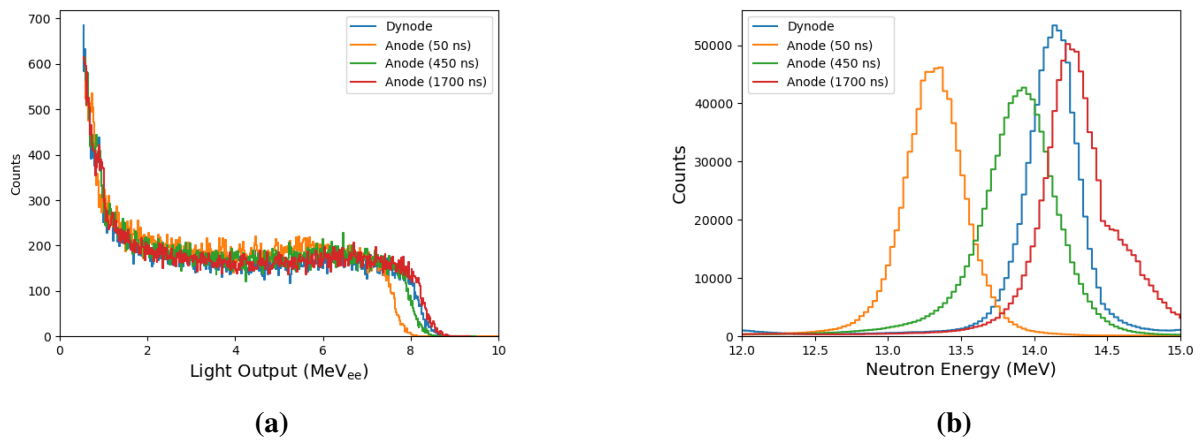 700
600
500
400
300
200
100
0
Counts
0 2 4 6 8 10
Light Output (MeVee)
Dynode
Anode (50 ns)
Anode (450 ns)
Anode (1700 ns)
(a)
50000
40000
30000
20000
10000
0
Counts
12.0 12.5 13.0 13.5 14.0 14.5 15.0
Neutron Energy (MeV)
Dynode
Anode (50 ns)
Anode (450 ns)
Anode (1700 ns)
(b)